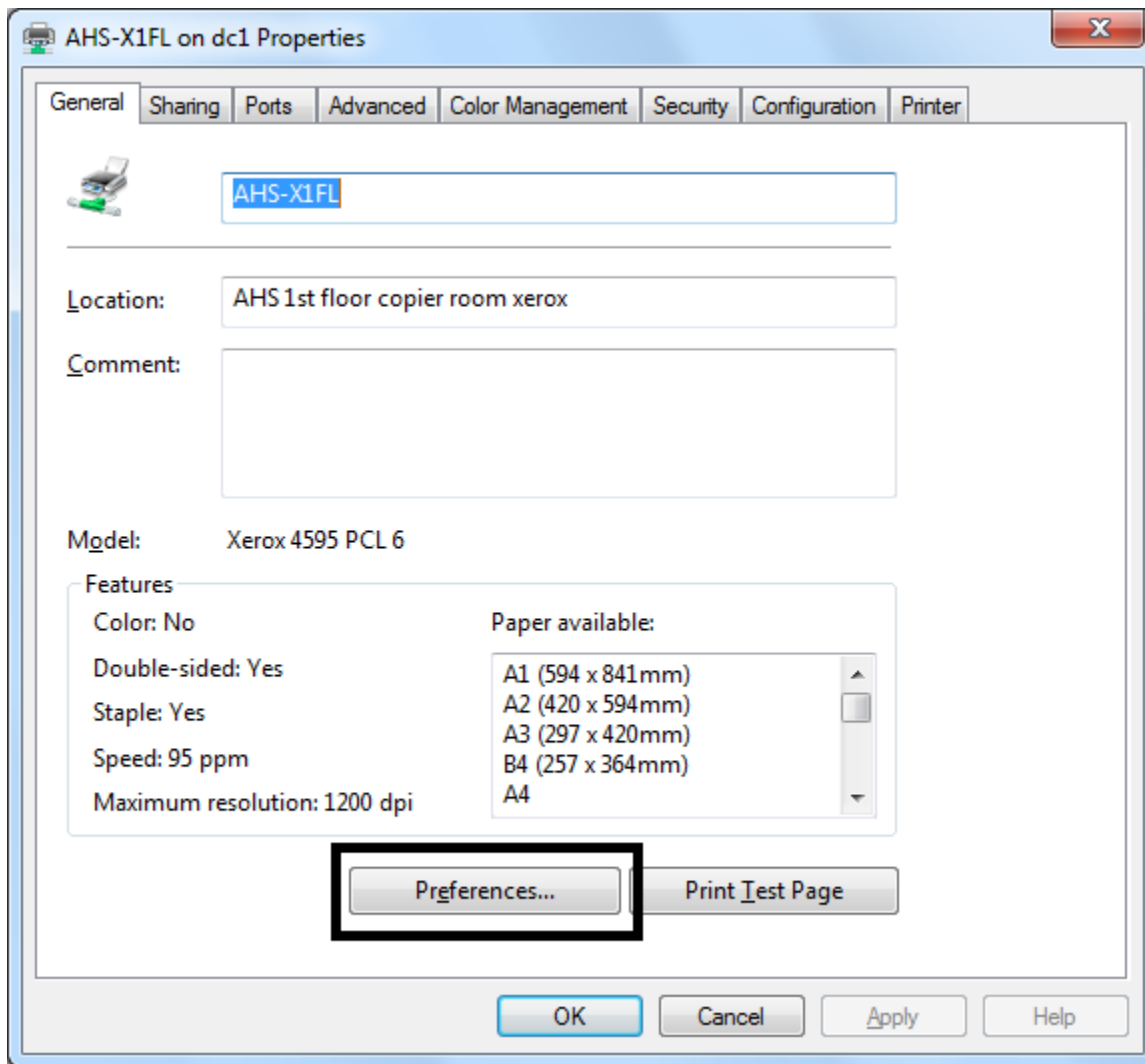 AHS-X1FL on dc1 Properties
General Sharing Ports Advanced Color Management Security Configuration Printer
AHS-X1FL
Location: AHS 1st floor copier room xerox
Comment:
Model: Xerox 4595 PCL 6
Features
Color: No Paper available:
Double-sided: Yes A1 (594 x 841mm)
A2 (420 x 594mm)
Staple: Yes A3 (297 x 420mm)
Speed: 95 ppm B4 (257 x 364mm)
Maximum resolution: 1200 dpi A4
Preferences... Print Test Page
OK Cancel Apply Help